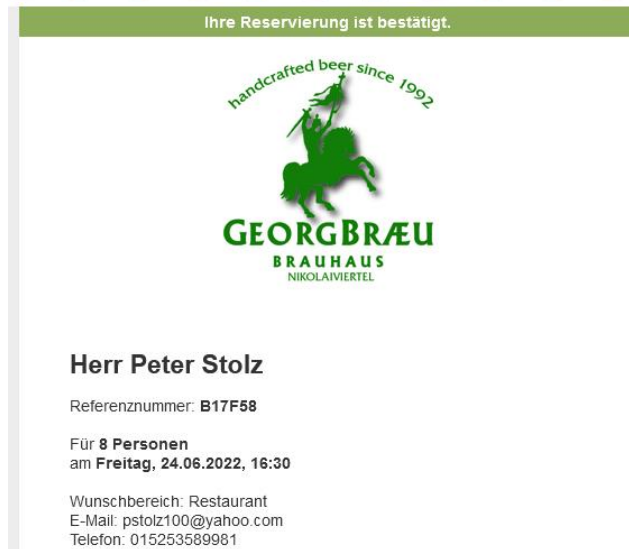 Ihre Reservierung ist bestätigt.
handcrafted beer since 1992
GEORGBRÆU
BRAUHAUS
NIKOLAIVIERTEL
Herr Peter Stolz
Referenznummer: B17F58
Für 8 Personen
am Freitag, 24.06.2022, 16:30
Wunschbereich: Restaurant
E-Mail: pstolz100@yahoo.com
Telefon: 015253589981